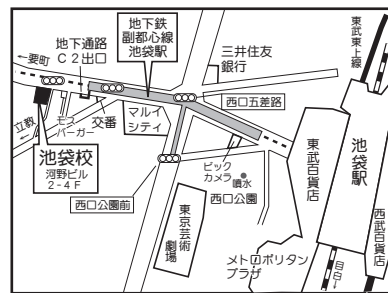 ←要町
地下通路
C2出口
地下鉄
副都心線
池袋駅
三井住友
銀行
東武東上線
西口五差路
モス
バーガー
交番
マルイ
シティ
立教
池袋校
河野ビル
2-4F
西口公園前
ビック
カメラ
噴水
西口公園
東京芸術
劇場
東武百貨店
池袋駅
西武百貨店
メトロポリタン
プラザ
目白→